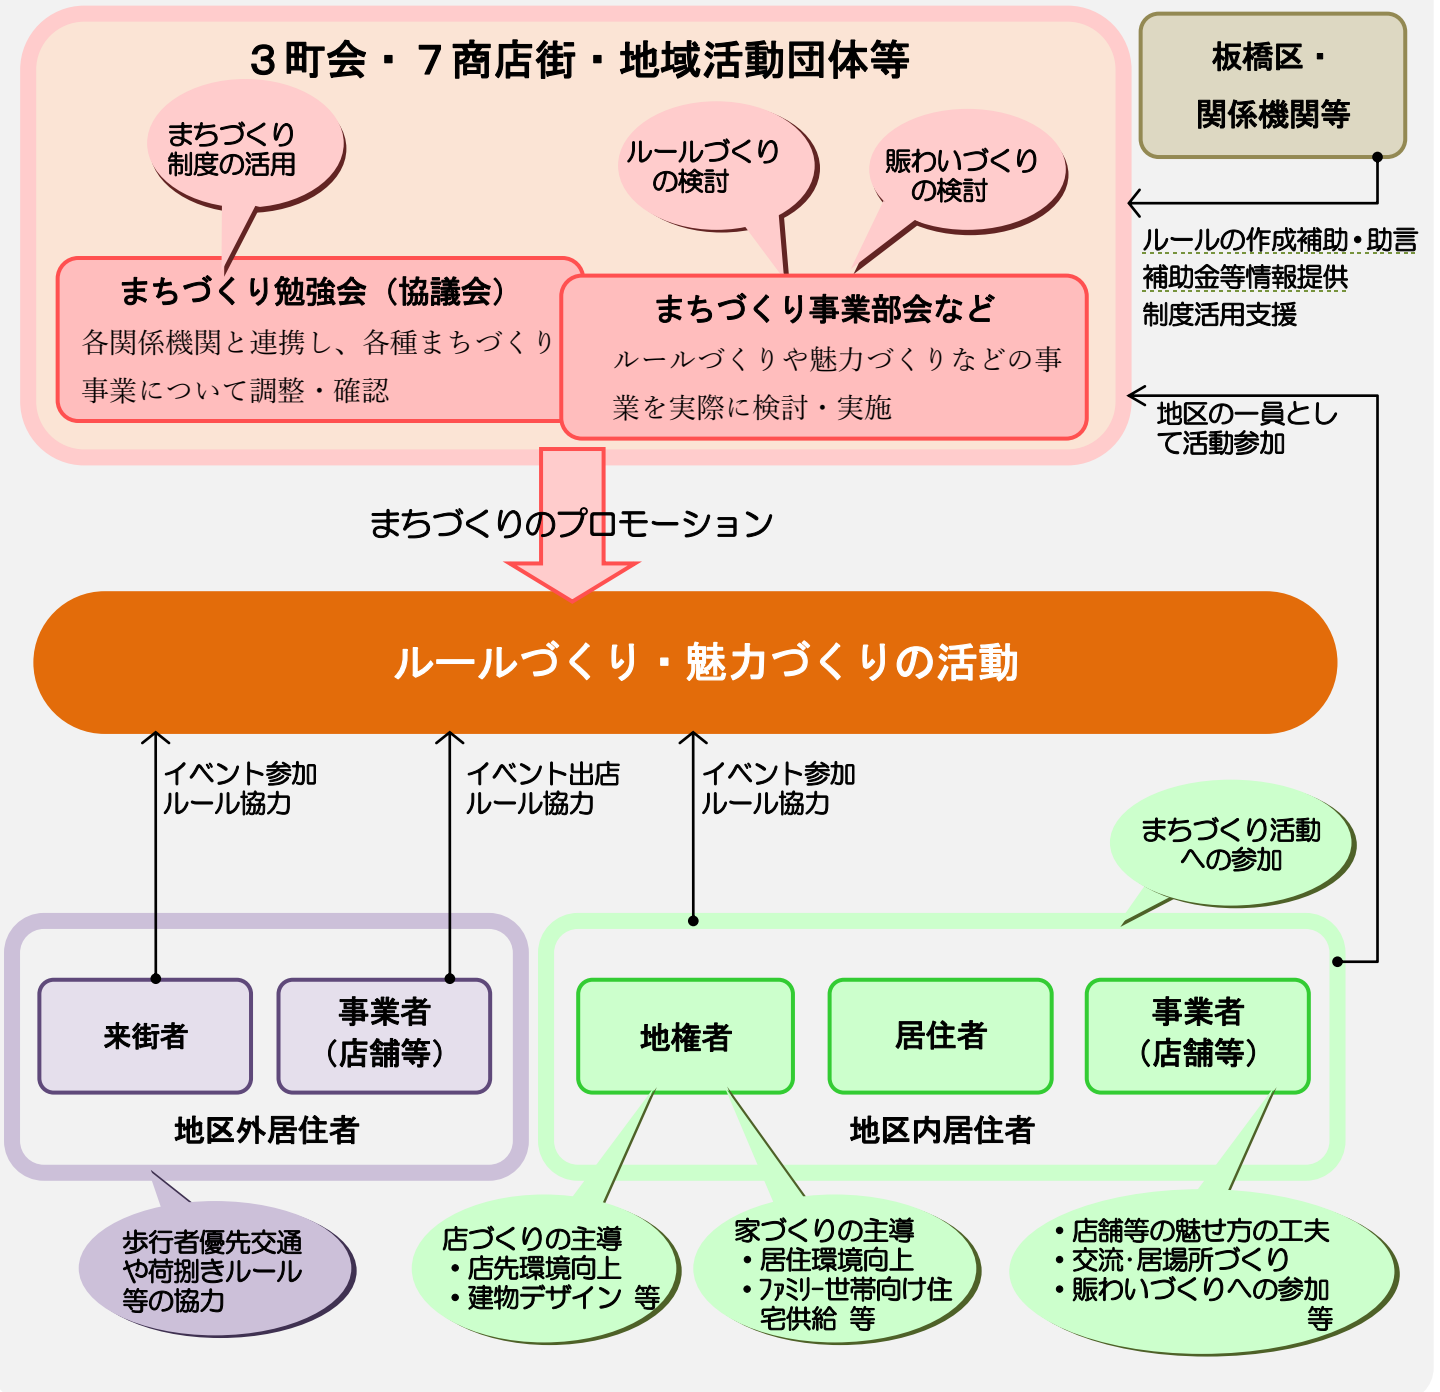 ３町会・７商店街・地域活動団体等
板橋区・
関係機関等
まちづくり
制度の活用
ルールづくり
の検討
賑わいづくり
の検討
ルールの作成補助・助言
補助金等情報提供
制度活用支援
まちづくり勉強会（協議会）
各関係機関と連携し、各種まちづくり
事業について調整・確認
まちづくり事業部会など
ルールづくりや魅力づくりなどの事
業を実際に検討・実施
地区の一員とし
て活動参加
まちづくりのプロモーション
ルールづくり・魅力づくりの活動
イベント参加
ルール協力
イベント出店
ルール協力
イベント参加
ルール協力
まちづくり活動
への参加
来街者
事業者
（店舗等）
地区外居住者
地権者
居住者
事業者
（店舗等）
地区内居住者
歩行者優先交通
や荷捌きルール
等の協力
店づくりの主導
・店先環境向上
・建物デザイン 等
家づくりの主導
・居住環境向上
・ﾌｧﾐﾘｰ世帯向け住
宅供給 等
・店舗等の魅せ方の工夫
・交流･居場所づくり
・賑わいづくりへの参加
等